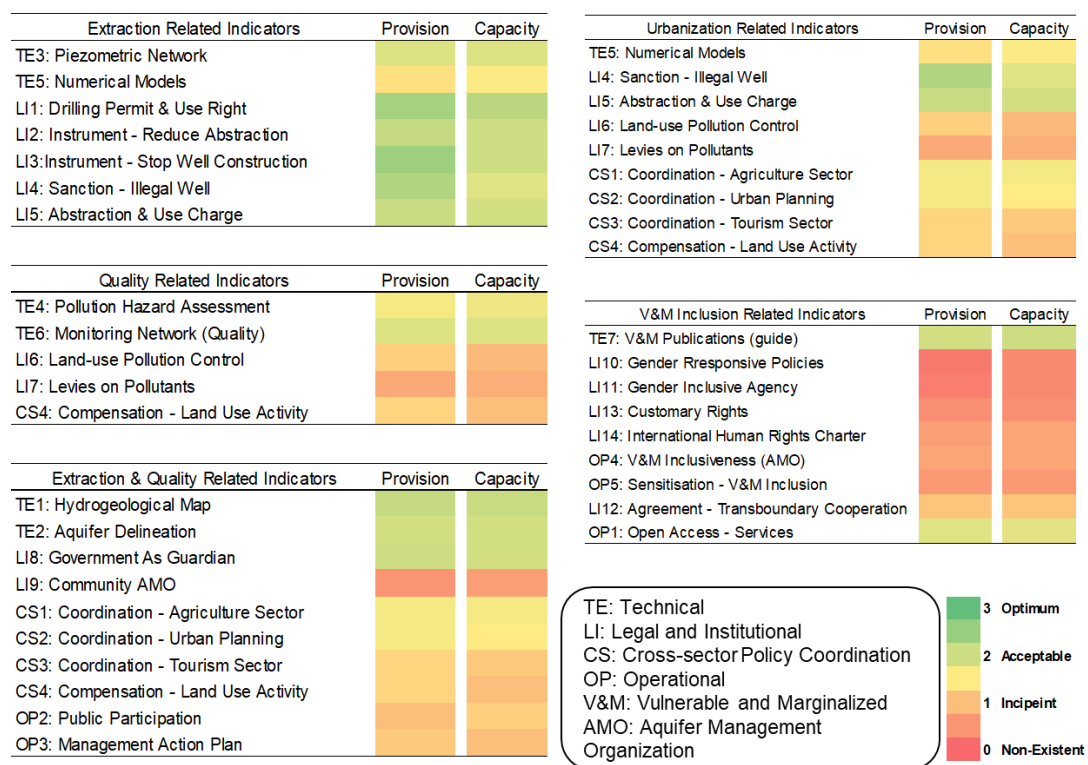 Extraction Related Indicators Provision Capacity
TE3: Piezometric Network
TE5: Numerical Models
LI1: Drilling Permit & Use Right
LI2: Instrument - Reduce Abstraction
LI3:Instrument - Stop Well Construction
LI4: Sanction - Illegal Well
LI5: Abstraction & Use Charge
Quality Related Indicators Provision Capacity
TE4: Pollution Hazard Assessment
TE6: Monitoring Network (Quality)
LI6: Land-use Pollution Control
LI7: Levies on Pollutants
CS4: Compensation - Land Use Activity
Extraction & Quality Related Indicators Provision Capacity
TE1: Hydrogeological Map
TE2: Aquifer Delineation
LI8: Government As Guardian
LI9: Community AMO
CS1: Coordination - Agriculture Sector
CS2: Coordination - Urban Planning
CS3: Coordination - Tourism Sector
CS4: Compensation - Land Use Activity
OP2: Public Participation
OP3: Management Action Plan
Urbanization Related Indicators Provision Capacity
TE5: Numerical Models
LI4: Sanction - Illegal Well
LI5: Abstraction & Use Charge
LI6: Land-use Pollution Control
LI7: Levies on Pollutants
CS1: Coordination - Agriculture Sector
CS2: Coordination - Urban Planning
CS3: Coordination - Tourism Sector
CS4: Compensation - Land Use Activity
V&M Inclusion Related Indicators Provision Capacity
TE7: V&M Publications (guide)
LI10: Gender Rresponsive Policies
LI11: Gender Inclusive Agency
LI13: Customary Rights
LI14: International Human Rights Charter
OP4: V&M Inclusiveness (AMO)
OP5: Sensitisation - V&M Inclusion
LI12: Agreement - Transboundary Cooperation
OP1: Open Access - Services
TE: Technical
LI: Legal and Institutional
CS: Cross-sector Policy Coordination
OP: Operational
V&M: Vulnerable and Marginalized
AMO: Aquifer Management
Organization
3 Optimum
2 Acceptable
1 Incipeint
0 Non-Existent